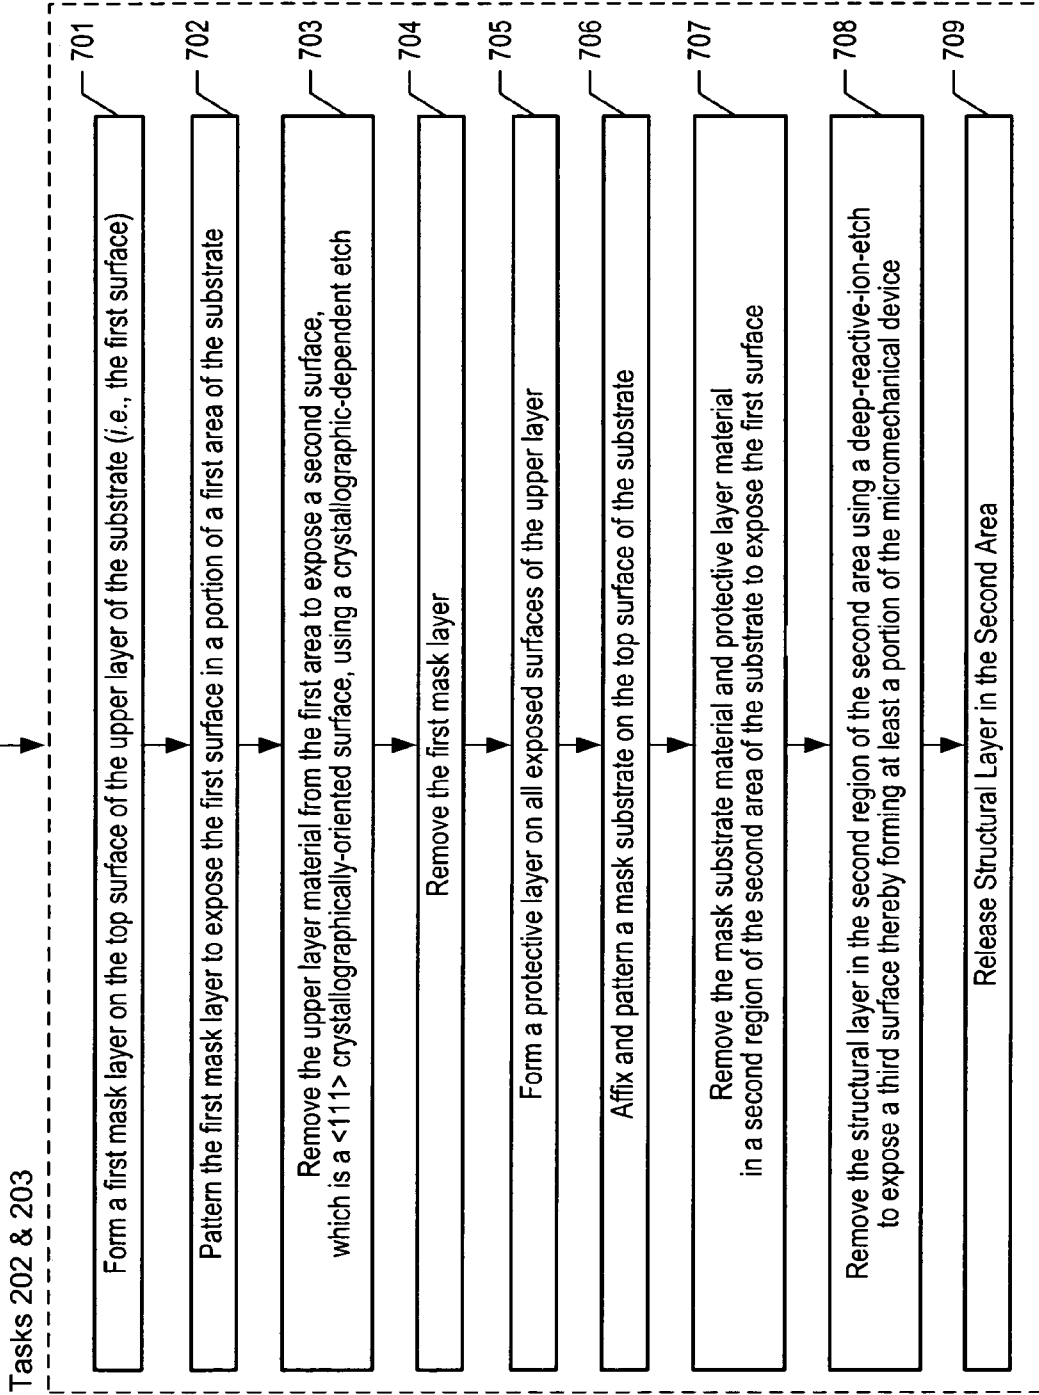 Tasks 202 & 203
701
Form a first mask layer on the top surface of the upper layer of the substrate (i.e., the first surface)
702
Pattern the first mask layer to expose the first surface in a portion of a first area of the substrate
703
Remove the upper layer material from the first area to expose a second surface,
which is a <111> crystallographically-oriented surface, using a crystallographic-dependent etch
704
Remove the first mask layer
705
Form a protective layer on all exposed surfaces of the upper layer
706
Affix and pattern a mask substrate on the top surface of the substrate
707
Remove the mask substrate material and protective layer material
in a second region of the second area of the substrate to expose the first surface
708
Remove the structural layer in the second region of the second area using a deep-reactive-ion-etch
to expose a third surface thereby forming at least a portion of the micromechanical device
709
Release Structural Layer in the Second Area